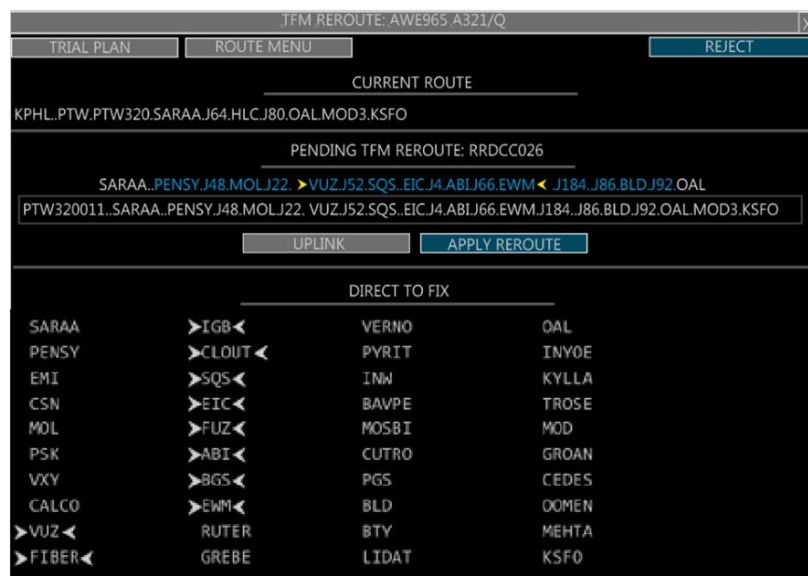 TFM REROUTE: AWE965 A321/Q X
TRIAL PLAN ROUTE MENU REJECT
CURRENT ROUTE
KPHL..PTW.PTW320.SARAA.J64.HLC.J80.OAL.MOD3.KSFO
PENDING TFM REROUTE: RRDCC026
SARAA..PENSY.J48.MOL.J22. ➤VUZ.J52.SQS..EIC.J4.ABI.J66.EWM⮜ .J184..J86.BLD.J92.OAL
PTW320011..SARAA..PENSY.J48.MOL.J22. VUZ.J52.SQS..EIC.J4.ABI.J66.EWM.J184..J86.BLD.J92.OAL.MOD3.KSFO
UPLINK APPLY REROUTE
DIRECT TO FIX
SARAA ➤IGB⮜ VERNO OAL
PENSY ➤CLOUT⮜ PYRIT INYOE
EMI ➤SQS⮜ INW KYLLA
CSN ➤EIC⮜ BAVPE TROSE
MOL ➤FUZ⮜ MOSBI MOD
PSK ➤ABI⮜ CUTRO GROAN
VXY ➤BGS⮜ PGS CEDES
CALCO ➤EWM⮜ BLD OOMEN
➤VUZ⮜ RUTER BTY MEHTA
➤FIBER⮜ GREBE LIDAT KSFO